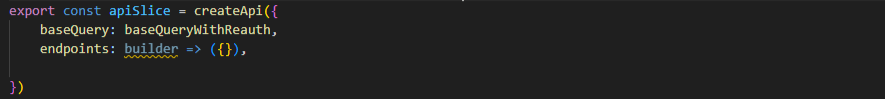 export const apiSlice = createApi({
    baseQuery: baseQueryWithReauth,
    endpoints: builder => ({}),
})